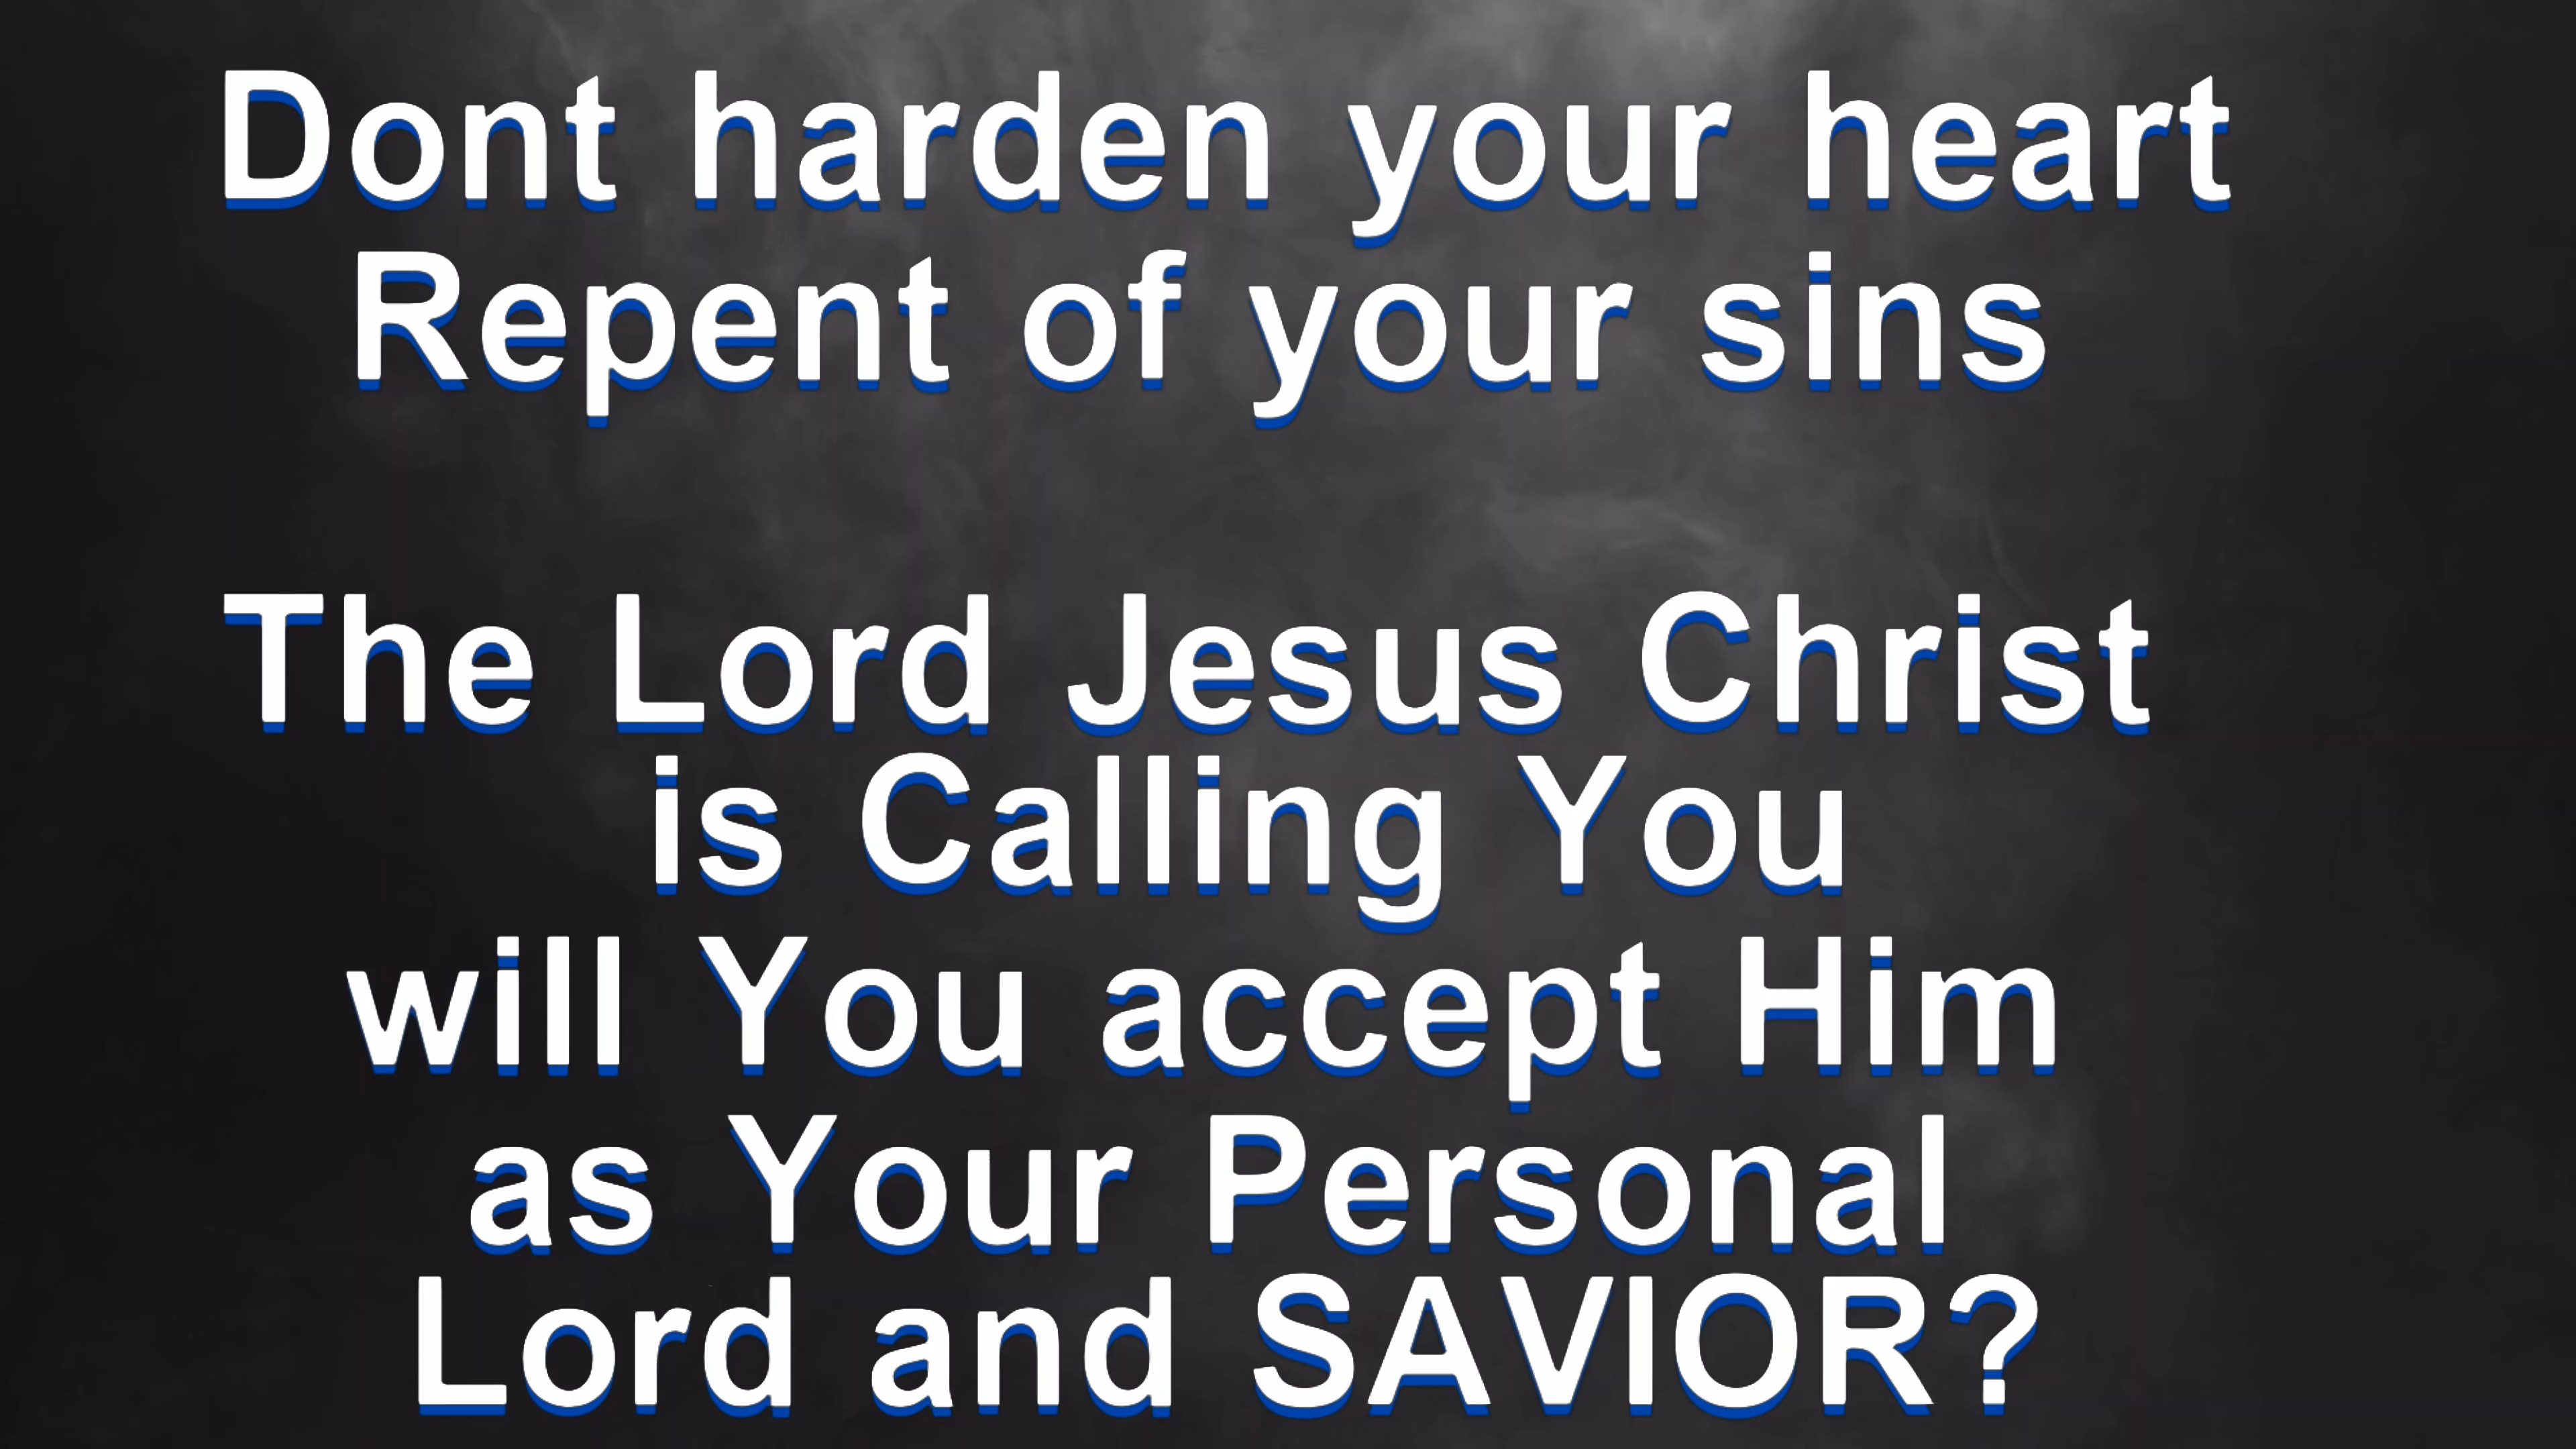 Dont harden your heart
Repent of your sins
The Lord Jesus Christ
is Calling You
will You accept Him
as Your Personal
Lord and SAVIOR?